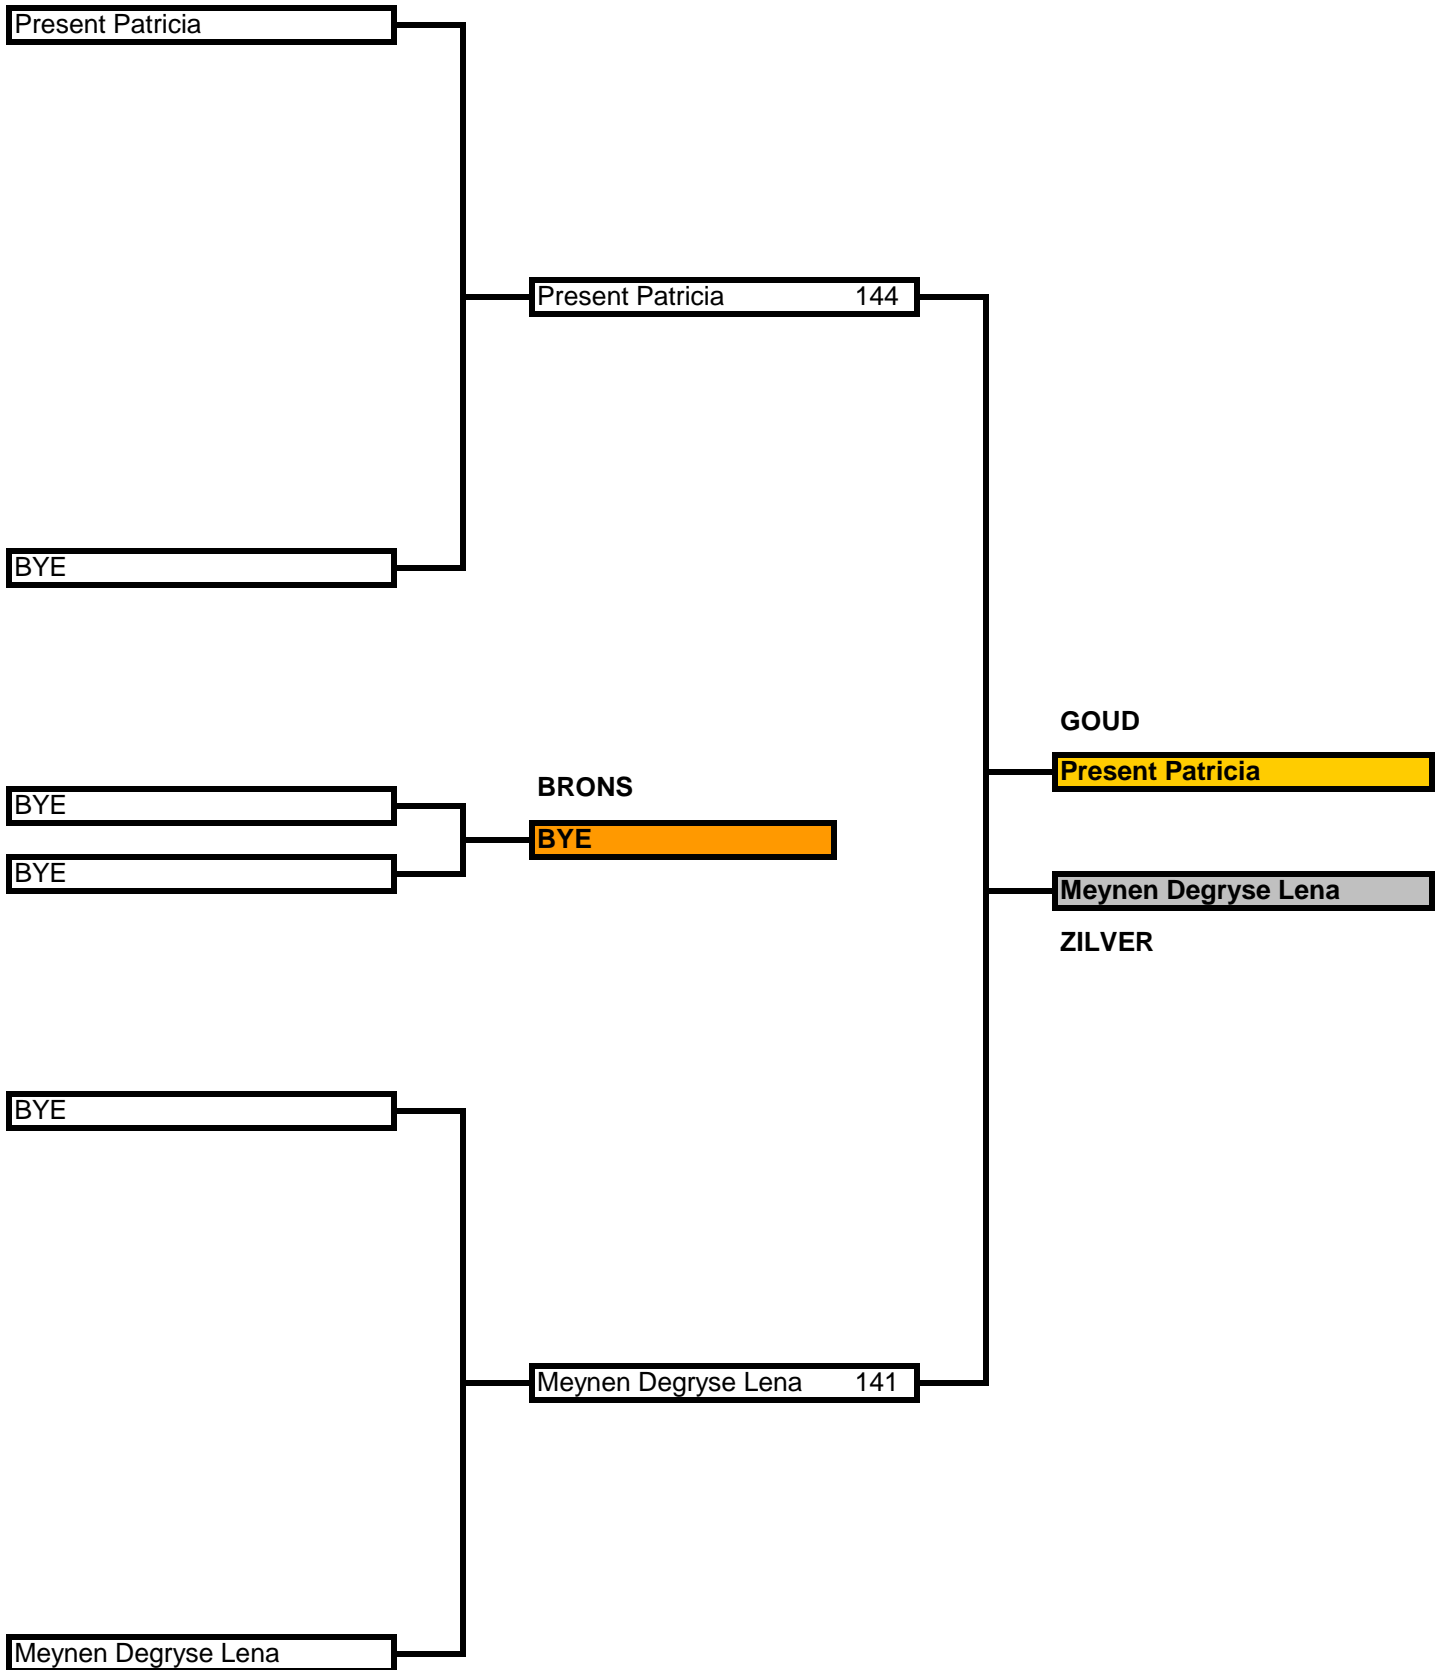 Present Patricia
Present Patricia 144
BYE
GOUD
Present Patricia
BRONS
BYE
BYE
BYE
Meynen Degryse Lena
ZILVER
BYE
Meynen Degryse Lena 141
Meynen Degryse Lena